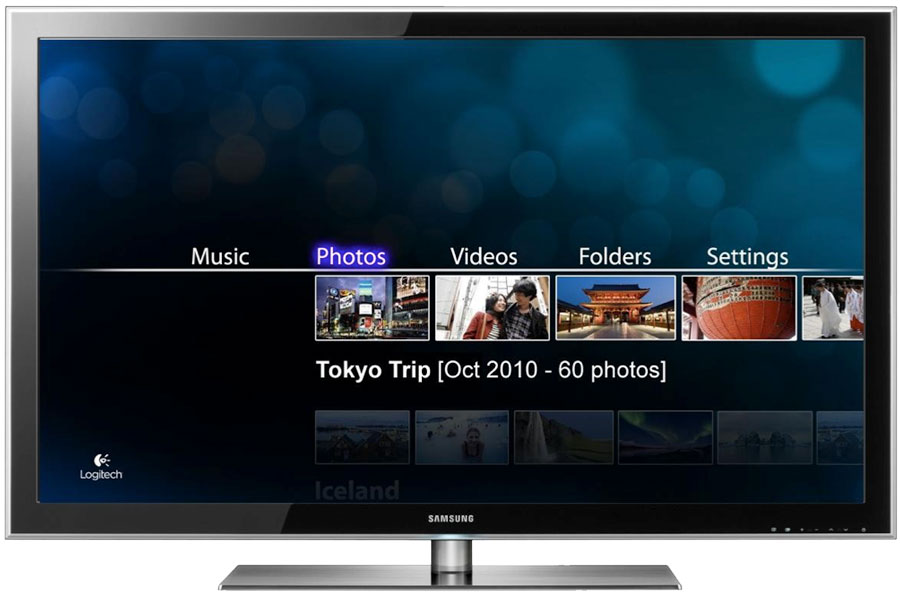 Music Photos Videos Folders Settings
Tokyo Trip [Oct 2010 - 60 photos]
Iceland
Logitech
SAMSUNG